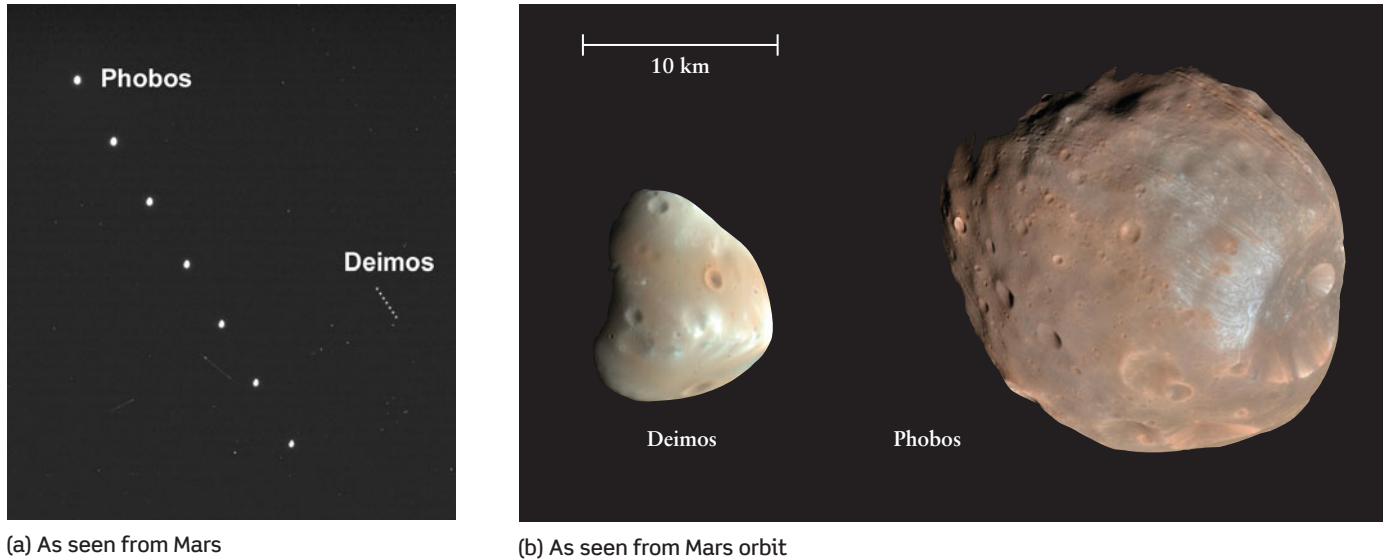 Phobos
Deimos
(a) As seen from Mars
10 km
Deimos
Phobos
(b) As seen from Mars orbit